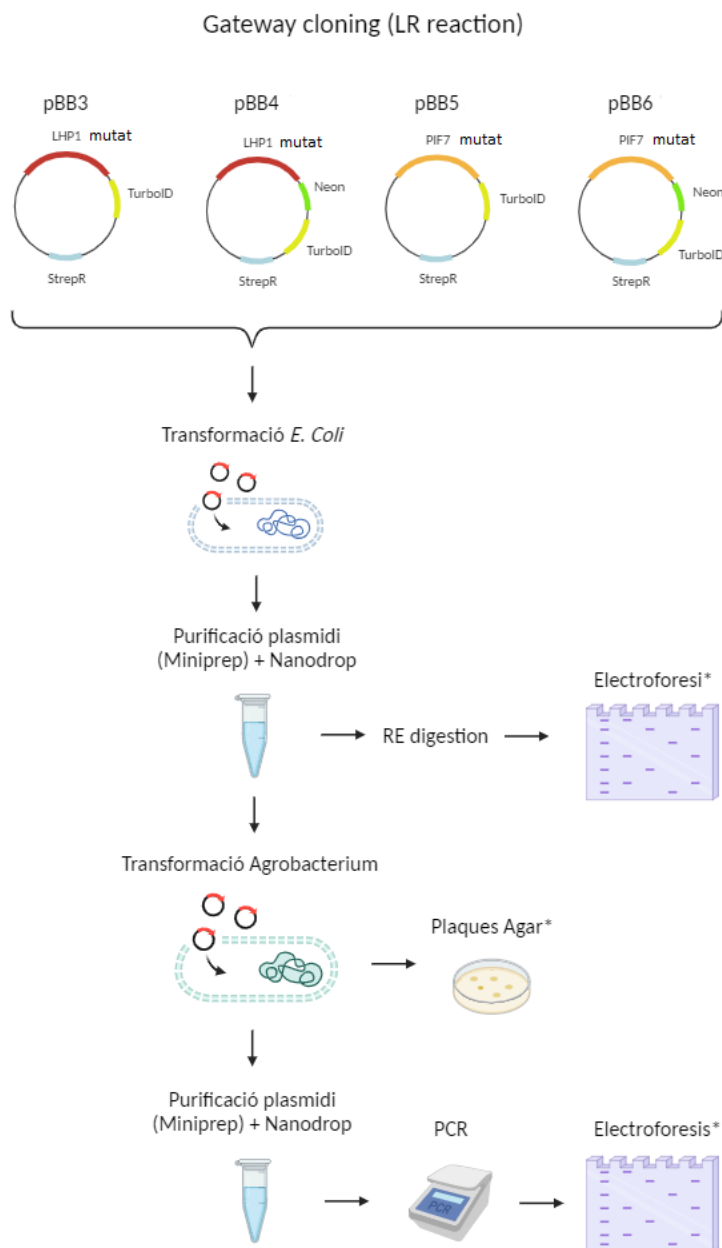 Gateway cloning (LR reaction)
pBB3
pBB4
pBB5
pBB6
LHP1 mutat
LHP1 mutat
PIF7 mutat
PIF7 mutat
TurboID
Neon
TurboID
TurboID
Neon
TurboID
StrepR
StrepR
StrepR
StrepR
Transformació E. Coli
Purificació plasmidi
(Miniprep) + Nanodrop
RE digestion
Electroforesi*
Transformació Agrobacterium
Plaques Agar*
Purificació plasmidi
(Miniprep) + Nanodrop
PCR
Electroforesis*
PCR